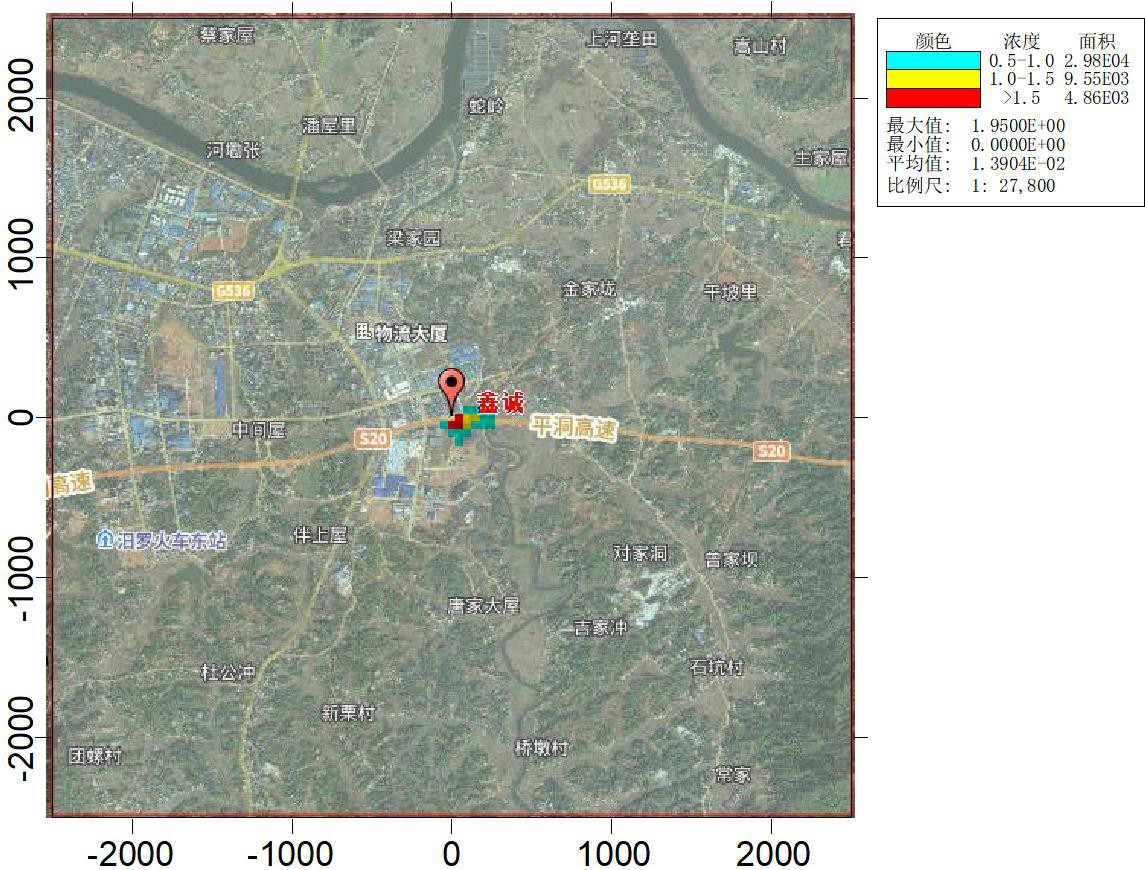 蔡家屋
上河垄田
嵩山村
颜色 浓度 面积
0.5-1.0 2.98E04
1.0-1.5 9.55E03
>1.5 4.86E03
最大值: 1.9500E+00
最小值: 0.0000E+00
平均值: 1.3904E-02
比例尺: 1: 27,800
2000
蛇岭
潘屋里
河墈张
G536
梁家园
1000
G536
金家垅
干坡里
物流大厦
鑫诚
0
中间屋
S20
平洞高速
S20
高速
汨罗火车东站
伴上屋
对家洞
曾家坝
-1000
唐家大屋
吉家冲
杜公冲
石坑村
新栗村
-2000
团螺村
桥墩村
常家
-2000 -1000 0 1000 2000